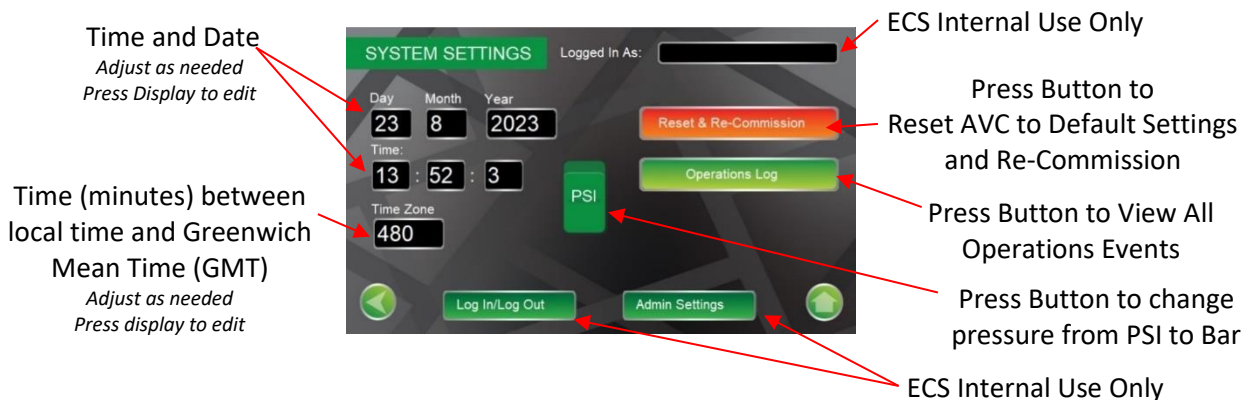 Time and Date
Adjust as needed
Press Display to edit
Time (minutes) between
local time and Greenwich
Mean Time (GMT)
Adjust as needed
Press display to edit
SYSTEM SETTINGS
Logged In As:
Day Month Year
23 8 2023
Time:
13 : 52 : 3
Time Zone
480
PSI
Reset & Re-Commission
Operations Log
Log In/Log Out
Admin Settings
ECS Internal Use Only
Press Button to
Reset AVC to Default Settings
and Re-Commission
Press Button to View All
Operations Events
Press Button to change
pressure from PSI to Bar
ECS Internal Use Only